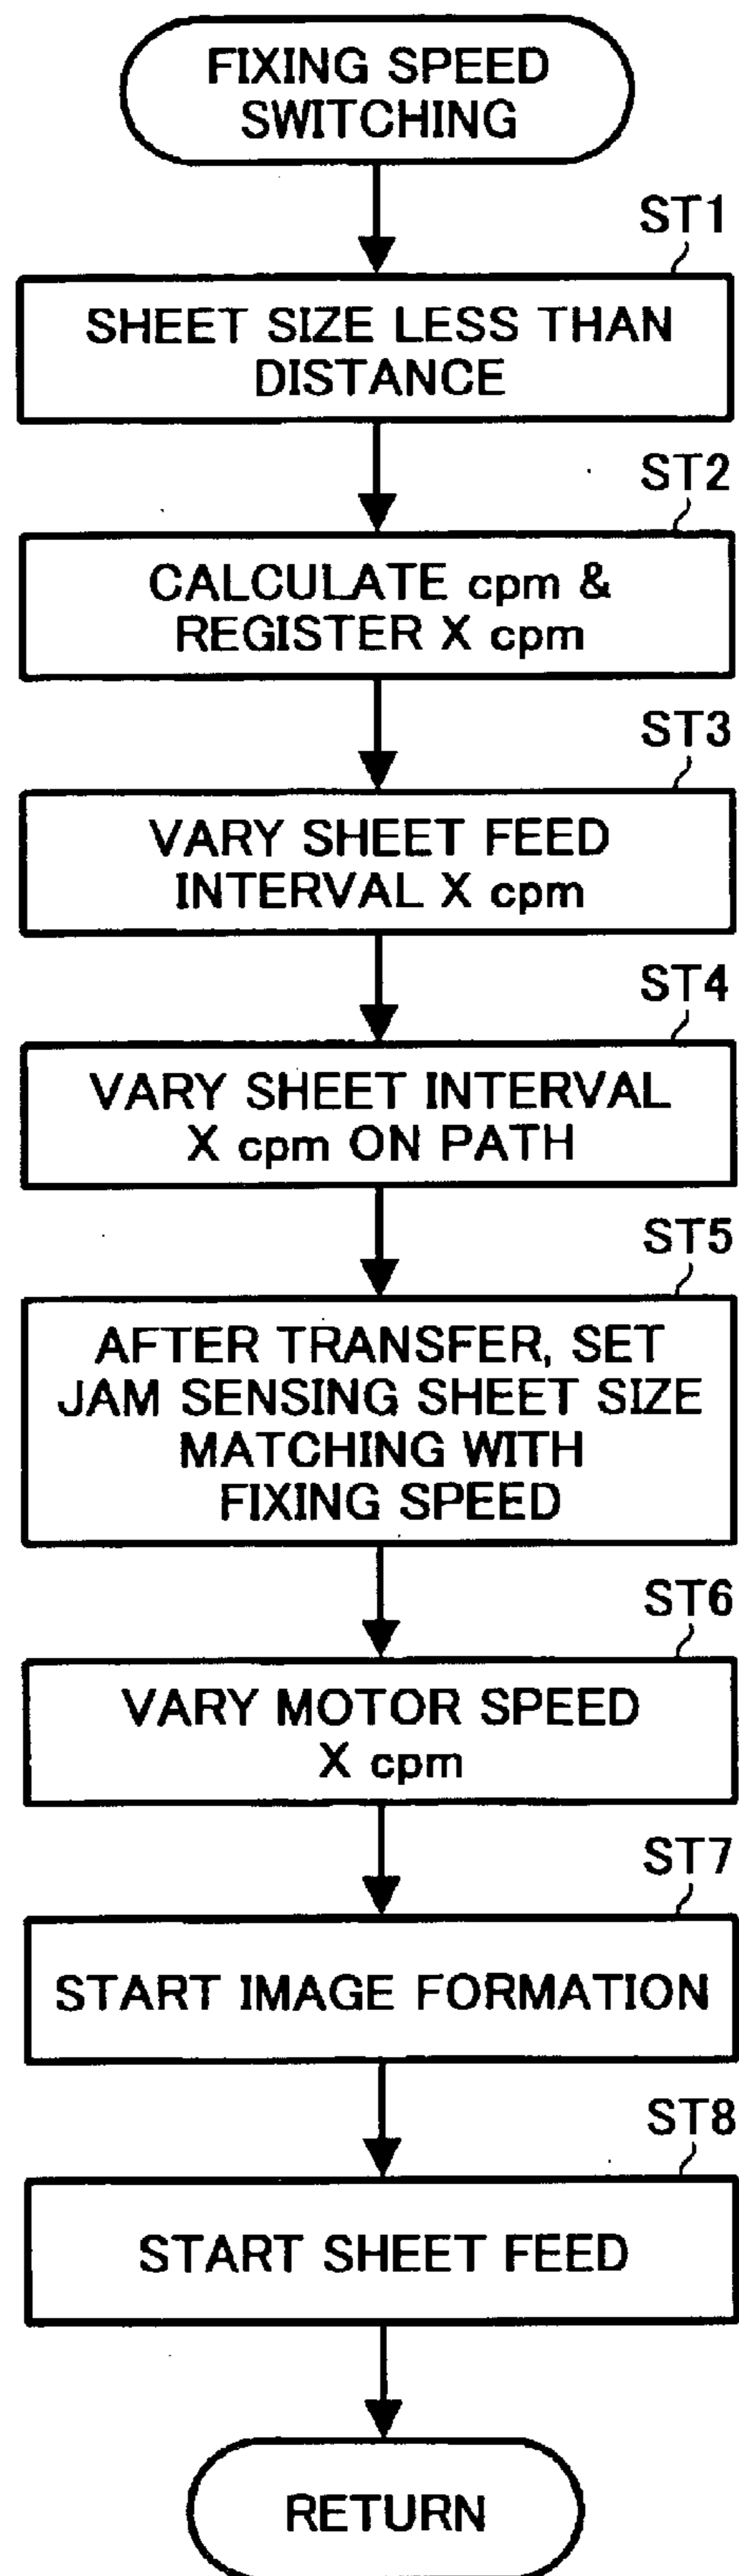 FIXING SPEED
SWITCHING
ST1
SHEET SIZE LESS THAN
DISTANCE
ST2
CALCULATE cpm &
REGISTER X cpm
ST3
VARY SHEET FEED
INTERVAL X cpm
ST4
VARY SHEET INTERVAL
X cpm ON PATH
ST5
AFTER TRANSFER, SET
JAM SENSING SHEET SIZE
MATCHING WITH
FIXING SPEED
ST6
VARY MOTOR SPEED
X cpm
ST7
START IMAGE FORMATION
ST8
START SHEET FEED
RETURN